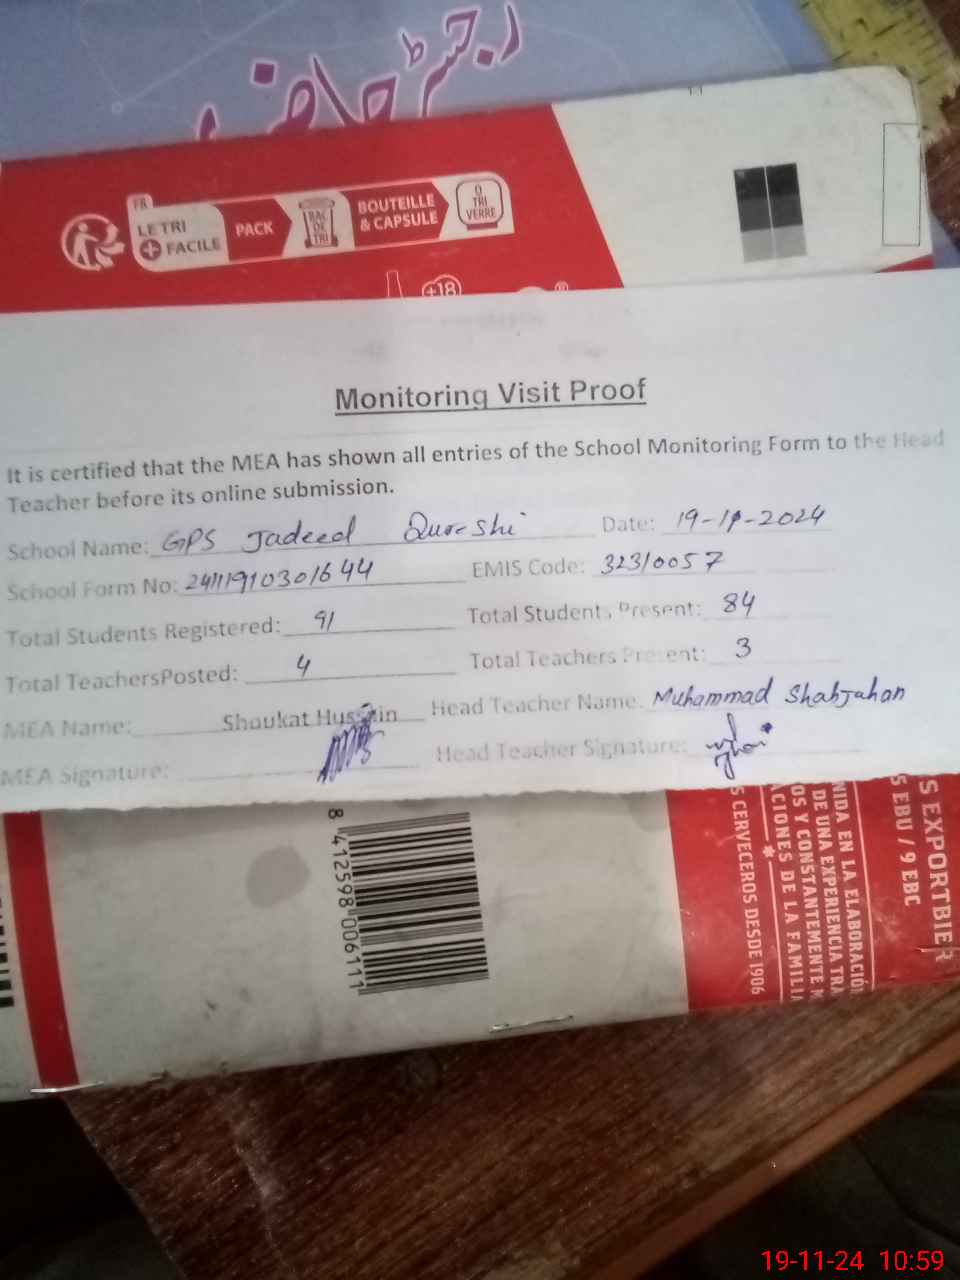 رجسٹر حاضری
FR
LE TRI
+ FACILE
PACK
BAC
DE
TRI
BOUTEILLE
& CAPSULE
O
TRI
VERRE
+18
®
Monitoring Visit Proof
It is certified that the MEA has shown all entries of the School Monitoring Form to the Head
Teacher before its online submission.
School Name: GPS Jadeed Qureshi Date: 19-11-2024
School Form No: 24111910301644 EMIS Code: 32310057
Total Students Registered: 91 Total Students Present: 84
Total TeachersPosted: 4 Total Teachers Present: 3
MEA Name: Shaukat Hussain Head Teacher Name. Muhammad Shahjahan
MEA Signature: Head Teacher Signature:
8 412598 006111
S CERVECEROS DESDE 1906
ACIONES DE LA FAMILIA
OS Y CONSTANTEMENTE
DE UNA EXPERIENCIA TRA
NIDA EN LA ELABORACIÓ
5 EBU / 9 EBC
S EXPORTBIER
19-11-24 10:59